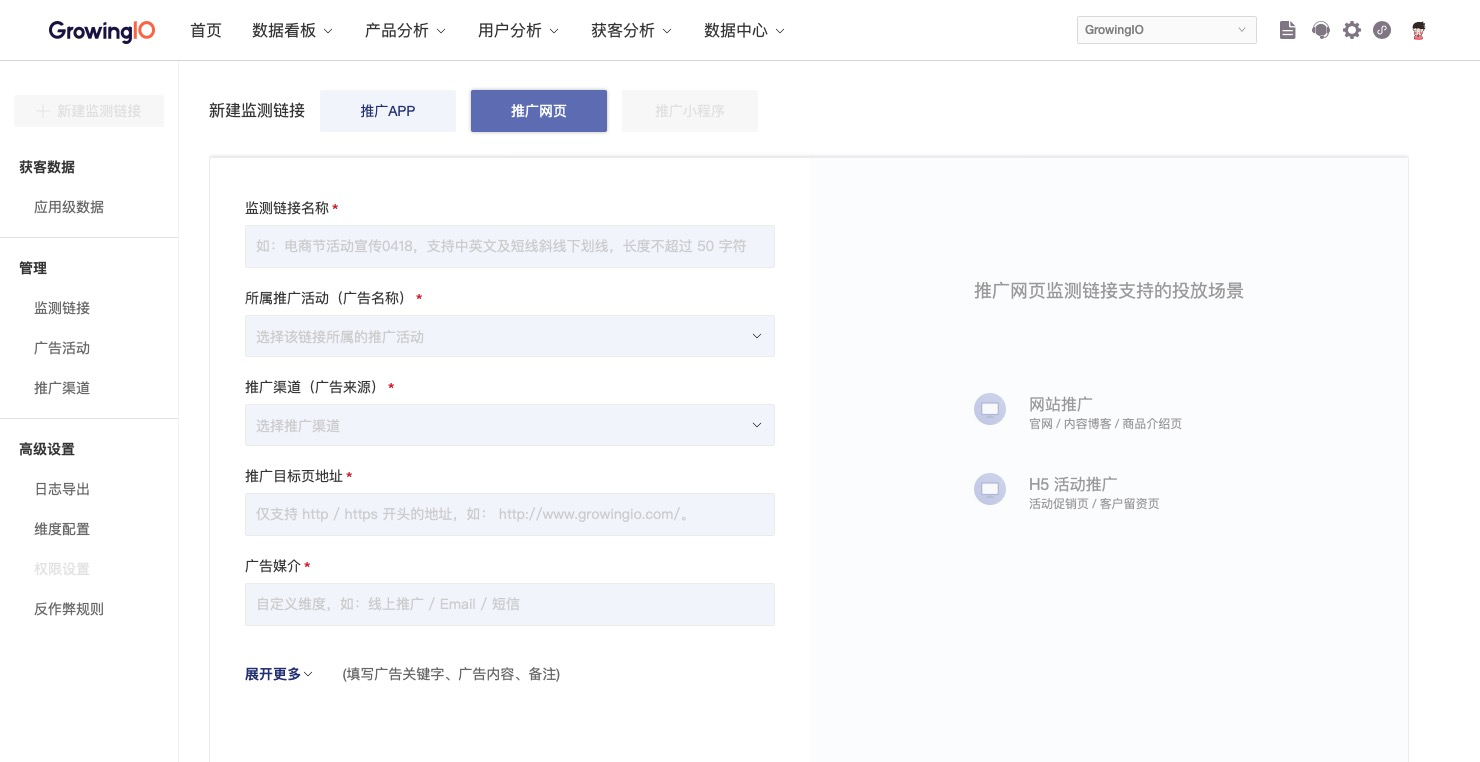 GrowingIO 首页 数据看板 产品分析 用户分析 获客分析 数据中心 GrowingIO
新建监测链接
获客数据
应用级数据
管理
监测链接
广告活动
推广渠道
高级设置
日志导出
维度配置
权限设置
反作弊规则
新建监测链接 推广APP 推广网页 推广小程序
监测链接名称 *
如：电商节活动宣传0418，支持中英文及短线斜线下划线，长度不超过 50 字符
所属推广活动（广告名称） *
选择该链接所属的推广活动
推广渠道（广告来源） *
选择推广渠道
推广目标页地址 *
仅支持 http / https 开头的地址，如： http://www.growingio.com/。
广告媒介 *
自定义维度，如：线上推广 / Email / 短信
展开更多 (填写广告关键字、广告内容、备注)
推广网页监测链接支持的投放场景
网站推广
官网 / 内容博客 / 商品介绍页
H5 活动推广
活动促销页 / 客户留资页